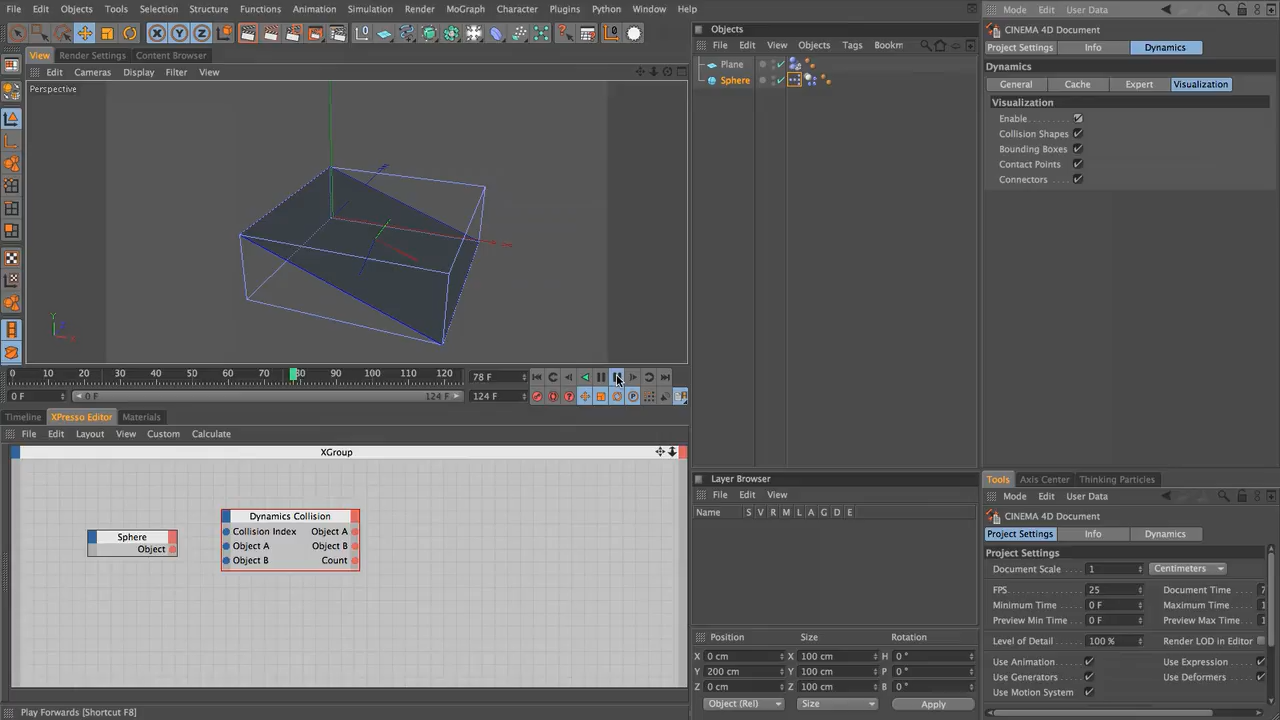 File Edit Objects Tools Selection Structure Functions Animation Simulation Render MoGraph Character Plugins Python Window Help
View Render Settings Content Browser
Edit Cameras Display Filter View
Perspective
Y
X
0 10 20 30 40 50 60 70 80 90 100 110 120 78 F
0 F 0 F 124 F 124 F
Timeline XPresso Editor Materials
File Edit Layout View Custom Calculate
XGroup
Sphere
Object
Dynamics Collision
Collision Index Object A
Object A Object B
Object B Count
Play Forwards [Shortcut F8]
Objects
File Edit View Objects Tags Bookm
Plane
Sphere
Layer Browser
File Edit View
Name S V R M L A G D E
Position Size Rotation
X 0 cm X 100 cm H 0 °
Y 200 cm Y 100 cm P 0 °
Z 0 cm Z 100 cm B 0 °
Object (Rel) Size Apply
Mode Edit User Data
CINEMA 4D Document
Project Settings Info Dynamics
Dynamics
General Cache Expert Visualization
Visualization
Enable
Collision Shapes
Bounding Boxes
Contact Points
Connectors
Tools Axis Center Thinking Particles
Mode Edit User Data
CINEMA 4D Document
Project Settings Info Dynamics
Project Settings
Document Scale 1 Centimeters
FPS 25 Document Time 7
Minimum Time 0 F Maximum Time 1
Preview Min Time 0 F Preview Max Time 1
Level of Detail 100 % Render LOD in Editor
Use Animation Use Expression
Use Generators Use Deformers
Use Motion System